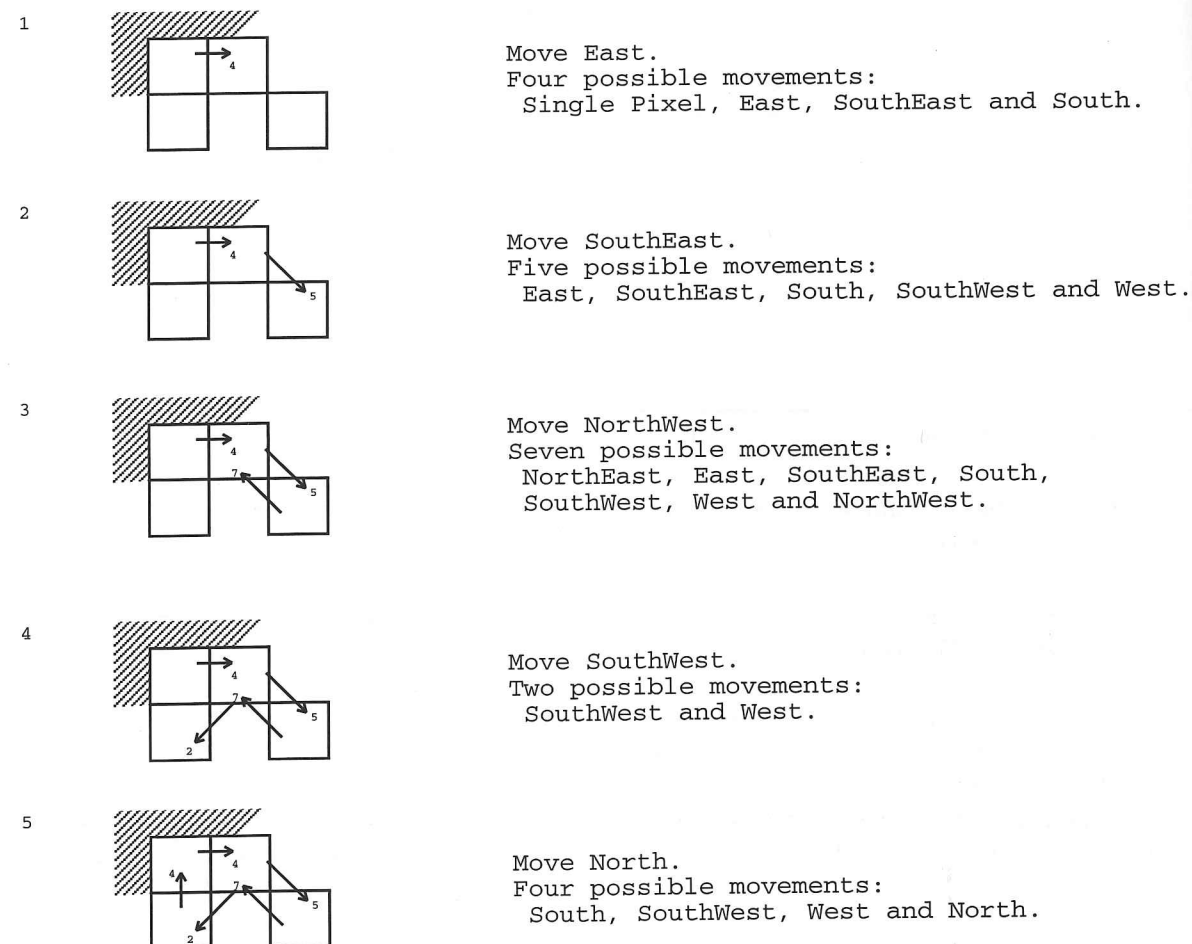 1
4
Move East.
Four possible movements:
Single Pixel, East, SouthEast and South.
2
4
5
Move SouthEast.
Five possible movements:
East, SouthEast, South, SouthWest and West.
3
4
7
5
Move NorthWest.
Seven possible movements:
NorthEast, East, SouthEast, South,
SouthWest, West and NorthWest.
4
4
7
5
2
Move SouthWest.
Two possible movements:
SouthWest and West.
5
4
4
7
5
2
Move North.
Four possible movements:
South, SouthWest, West and North.